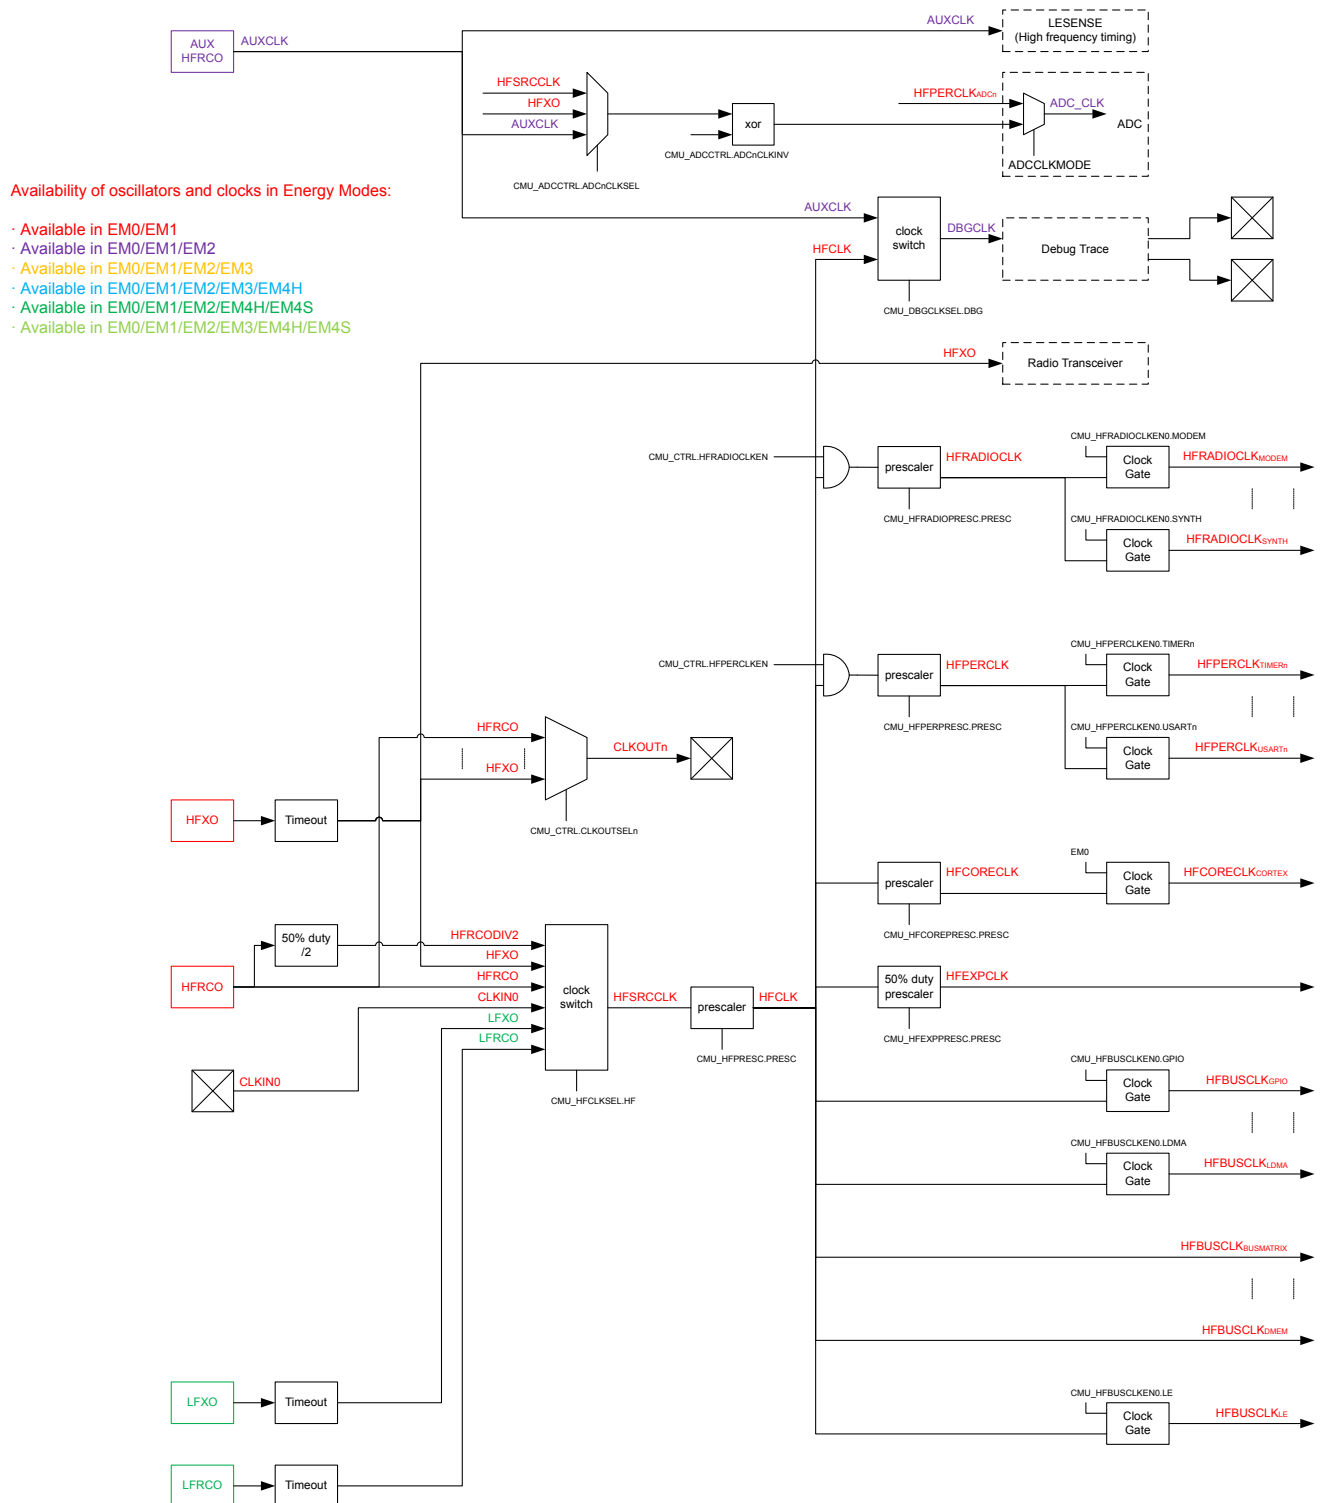 AUX
HFRCO
AUXCLK
AUXCLK
LESENSE
(High frequency timing)
HFSRCCLK
HFXO
AUXCLK
CMU_ADCCTRL.ADCnCLKSEL
xor
CMU_ADCCTRL.ADCnCLKINV
HFPERCLKADCn
ADC_CLK
ADC
ADCCLKMODE
Availability of oscillators and clocks in Energy Modes:
· Available in EM0/EM1
· Available in EM0/EM1/EM2
· Available in EM0/EM1/EM2/EM3
· Available in EM0/EM1/EM2/EM3/EM4H
· Available in EM0/EM1/EM2/EM4H/EM4S
· Available in EM0/EM1/EM2/EM3/EM4H/EM4S
AUXCLK
HFCLK
clock
switch
CMU_DBGCLKSEL.DBG
DBGCLK
Debug Trace
HFXO
Radio Transceiver
CMU_CTRL.HFRADIOCLKEN
prescaler
CMU_HFRADIOPRESC.PRESC
HFRADIOCLK
CMU_HFRADIOCLKEN0.MODEM
Clock
Gate
HFRADIOCLKMODEM
CMU_HFRADIOCLKEN0.SYNTH
Clock
Gate
HFRADIOCLKSYNTH
CMU_CTRL.HFPERCLKEN
prescaler
CMU_HFPERPRESC.PRESC
HFPERCLK
CMU_HFPERCLKEN0.TIMERn
Clock
Gate
HFPERCLKTIMERn
CMU_HFPERCLKEN0.USARTn
Clock
Gate
HFPERCLKUSARTn
HFRCO
HFXO
CMU_CTRL.CLKOUTSELn
CLKOUTn
HFXO
Timeout
prescaler
CMU_HFCOREPRESC.PRESC
HFCORECLK
EM0
Clock
Gate
HFCORECLKCORTEX
HFRCO
50% duty
/2
HFRCODIV2
HFXO
HFRCO
CLKIN0
LFXO
LFRCO
clock
switch
CMU_HFCLKSEL.HF
HFSRCCLK
prescaler
CMU_HFPRESC.PRESC
HFCLK
50% duty
prescaler
CMU_HFEXPPRESC.PRESC
HFEXPCLK
CLKIN0
CMU_HFBUSCLKEN0.GPIO
Clock
Gate
HFBUSCLKGPIO
CMU_HFBUSCLKEN0.LDMA
Clock
Gate
HFBUSCLKLDMA
HFBUSCLKBUSMATRIX
HFBUSCLKDMEM
LFXO
Timeout
CMU_HFBUSCLKEN0.LE
Clock
Gate
HFBUSCLKLE
LFRCO
Timeout